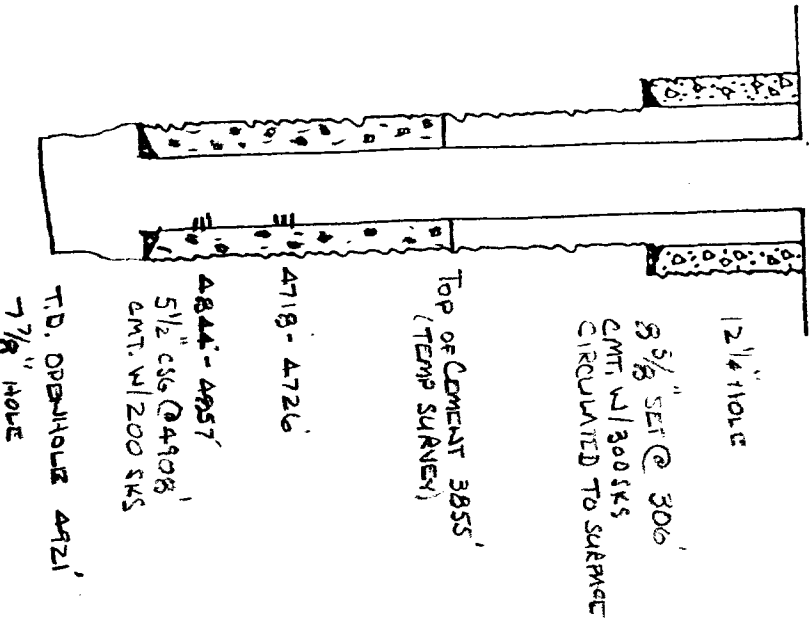 12 1/4" HOLE
8 5/8" SET @ 306'
CMT. W/300 SKS
CIRCULATED TO SURFACE
TOP OF CEMENT 3855'
(TEMP SURVEY)
4718 - 4726'
4844' - 4857'
5 1/2" CSG @ 4908'
CMT. W/200 SKS
T.D. OPENHOLE 4921'
7 7/8" HOLE